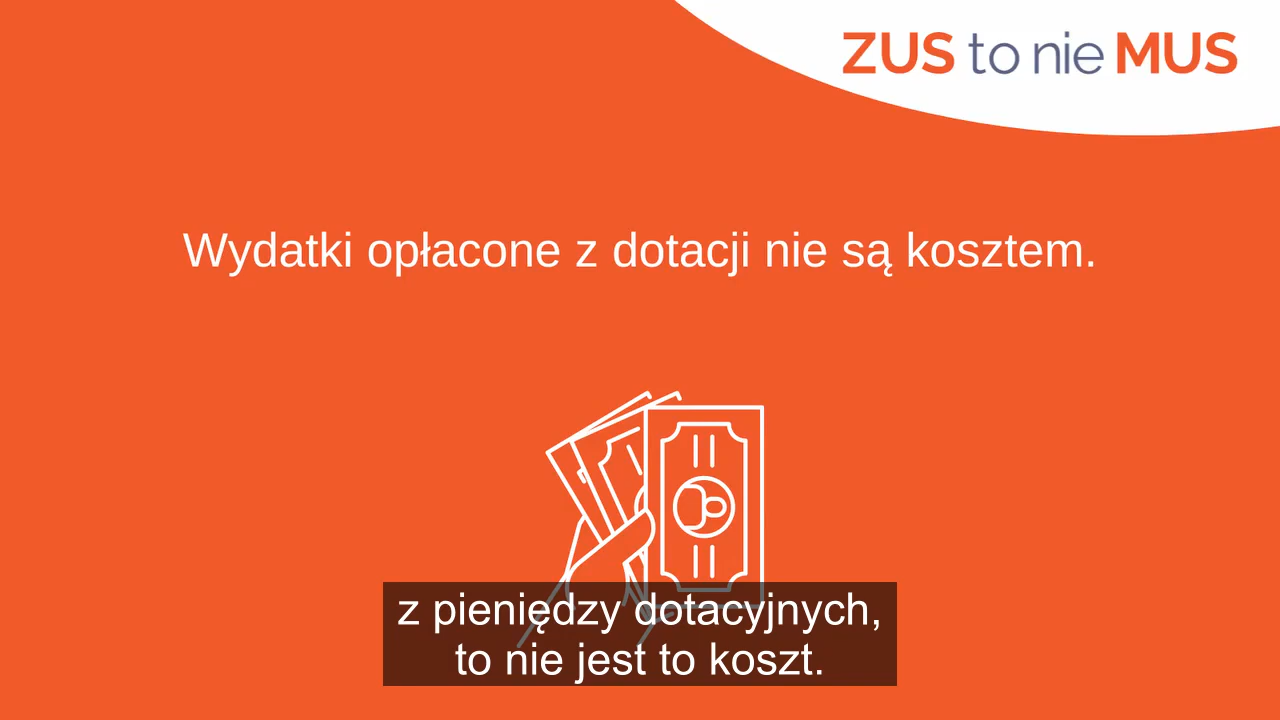 ZUS to nie MUS
Wydatki opłacone z dotacji nie są kosztem.
z pieniędzy dotacyjnych,
to nie jest to koszt.